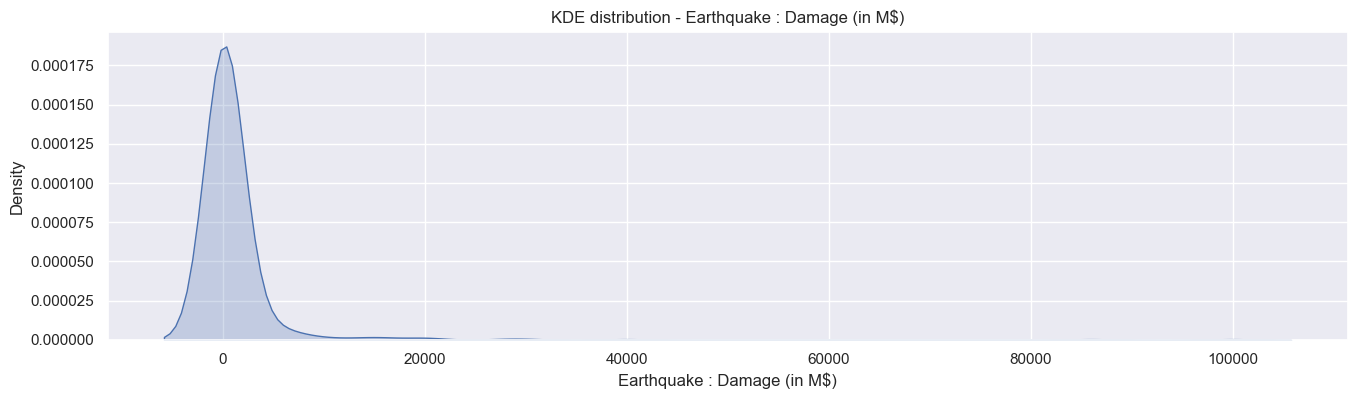 KDE distribution - Earthquake : Damage (in M$)
0.000175
0.000150
0.000125
0.000100
0.000075
0.000050
0.000025
0.000000
Density
0 20000 40000 60000 80000 100000
Earthquake : Damage (in M$)